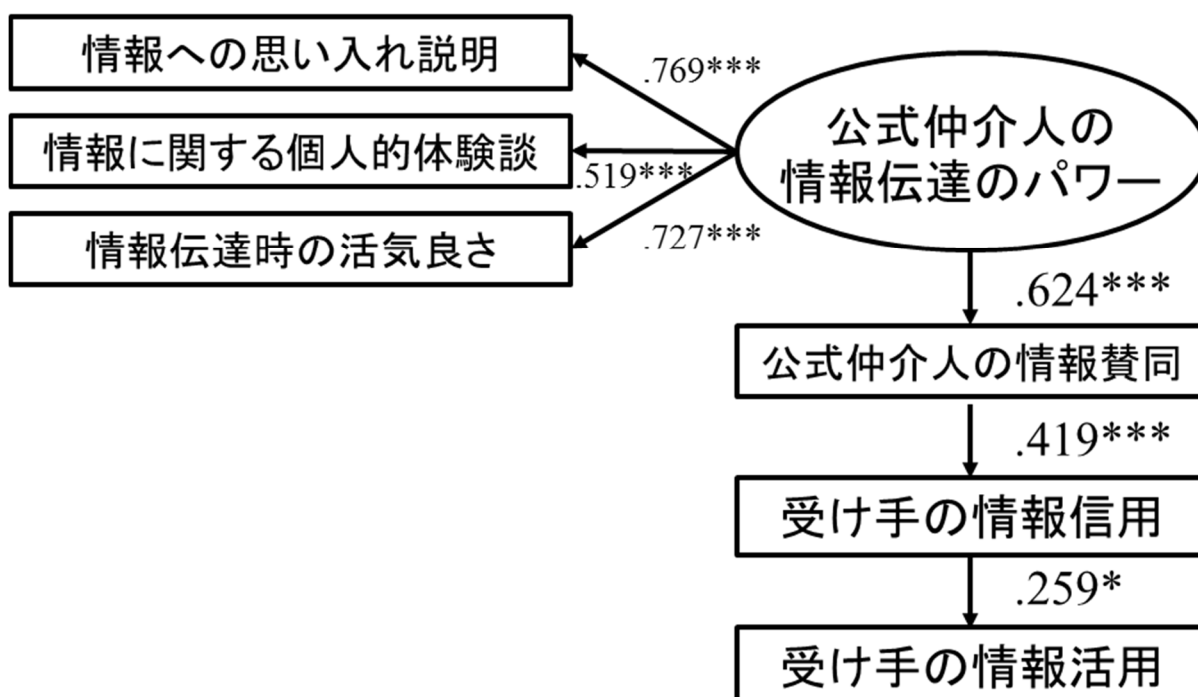 情報への思い入れ説明
.769***
情報に関する個人的体験談
.519***
情報伝達時の活気良さ
.727***
公式仲介人の
情報伝達のパワー
.624***
公式仲介人の情報賛同
.419***
受け手の情報信用
.259*
受け手の情報活用